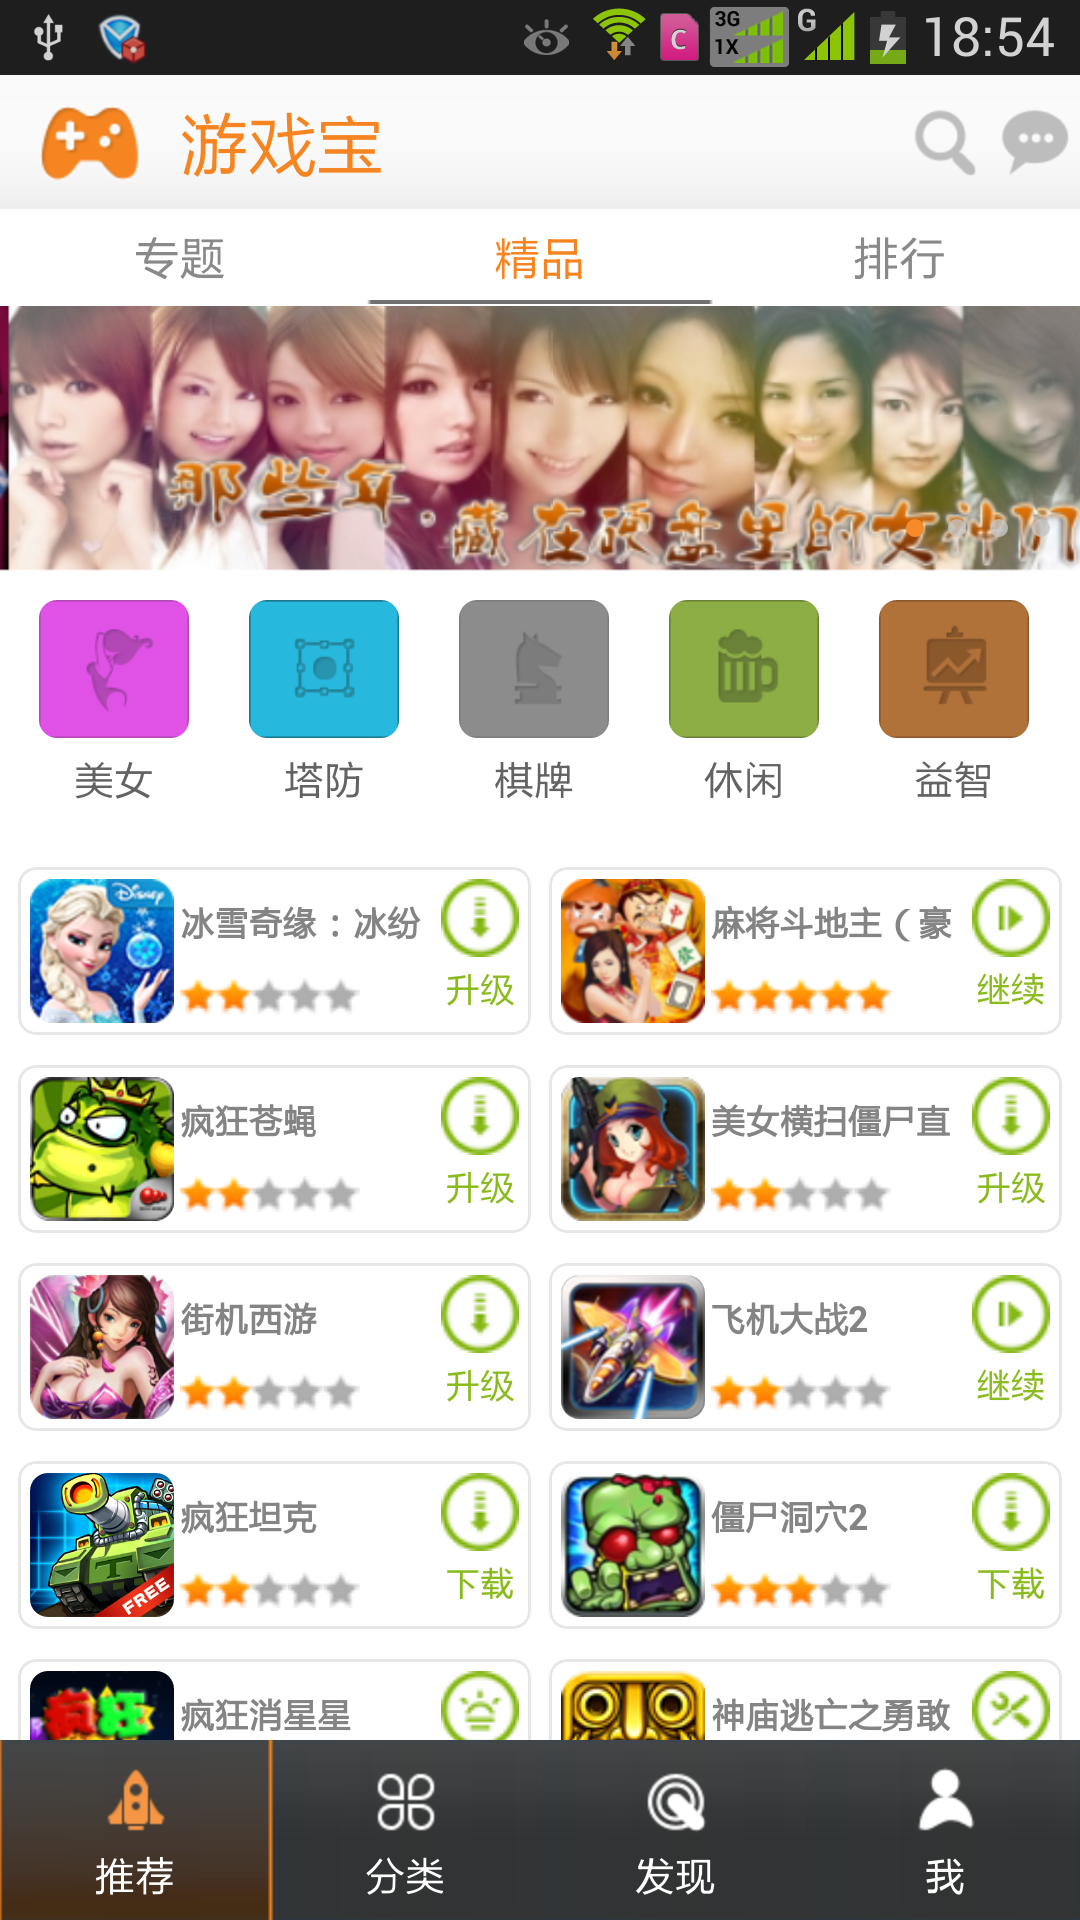 3G
1X
G
C
18:54
游戏宝
专题 精品 排行
那些年·藏在硬盘里的女神们
美女 塔防 棋牌 休闲 益智
Disney
冰雪奇缘：冰纷
升级
麻将斗地主（豪
继续
中
疯狂苍蝇
升级
美女横扫僵尸直
升级
街机西游
升级
飞机大战2
继续
T
FREE
疯狂坦克
下载
僵尸洞穴2
下载
疯狂
疯狂消星星
神庙逃亡之勇敢
推荐 分类 发现 我